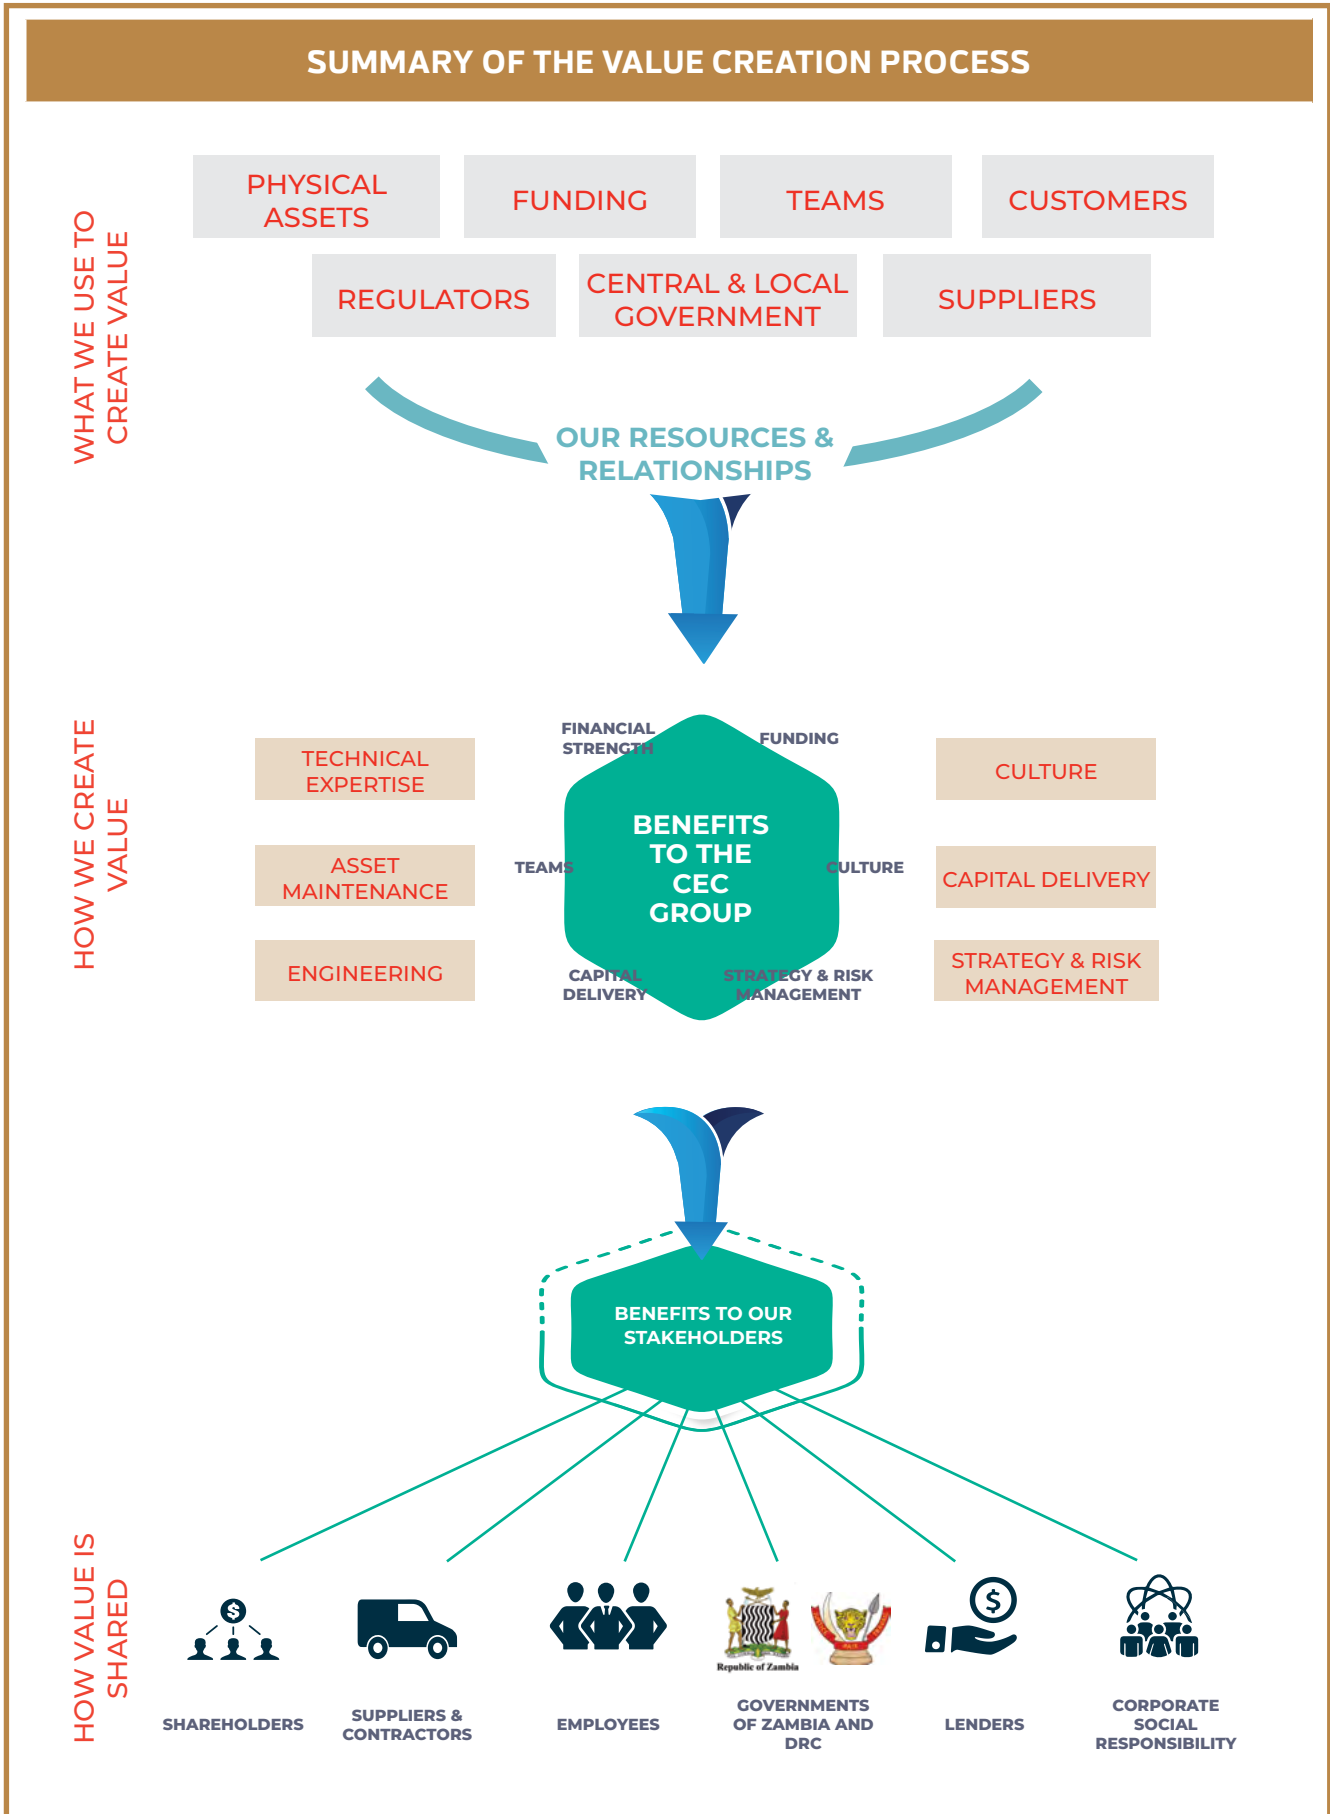 SUMMARY OF THE VALUE CREATION PROCESS
WHAT WE USE TO
CREATE VALUE
PHYSICAL
ASSETS
FUNDING
TEAMS
CUSTOMERS
REGULATORS
CENTRAL & LOCAL
GOVERNMENT
SUPPLIERS
OUR RESOURCES &
RELATIONSHIPS
HOW WE CREATE
VALUE
TECHNICAL
EXPERTISE
ASSET
MAINTENANCE
ENGINEERING
FINANCIAL
STRENGTH
FUNDING
TEAMS
BENEFITS
TO THE
CEC
GROUP
CULTURE
CAPITAL
DELIVERY
STRATEGY & RISK
MANAGEMENT
CULTURE
CAPITAL DELIVERY
STRATEGY & RISK
MANAGEMENT
BENEFITS TO OUR
STAKEHOLDERS
HOW VALUE IS
SHARED
Republic of Zambia
SHAREHOLDERS
SUPPLIERS &
CONTRACTORS
EMPLOYEES
GOVERNMENTS
OF ZAMBIA AND
DRC
LENDERS
CORPORATE
SOCIAL
RESPONSIBILITY